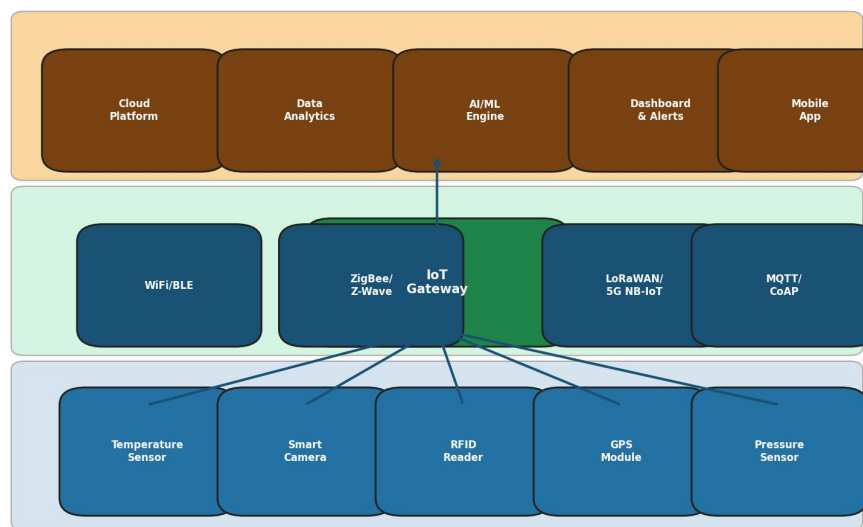 Cloud
Platform
Data
Analytics
AI/ML
Engine
Dashboard
& Alerts
Mobile
App
WiFi/BLE
ZigBee/
Z-Wave
IoT
Gateway
LoRaWAN/
5G NB-IoT
MQTT/
CoAP
Temperature
Sensor
Smart
Camera
RFID
Reader
GPS
Module
Pressure
Sensor